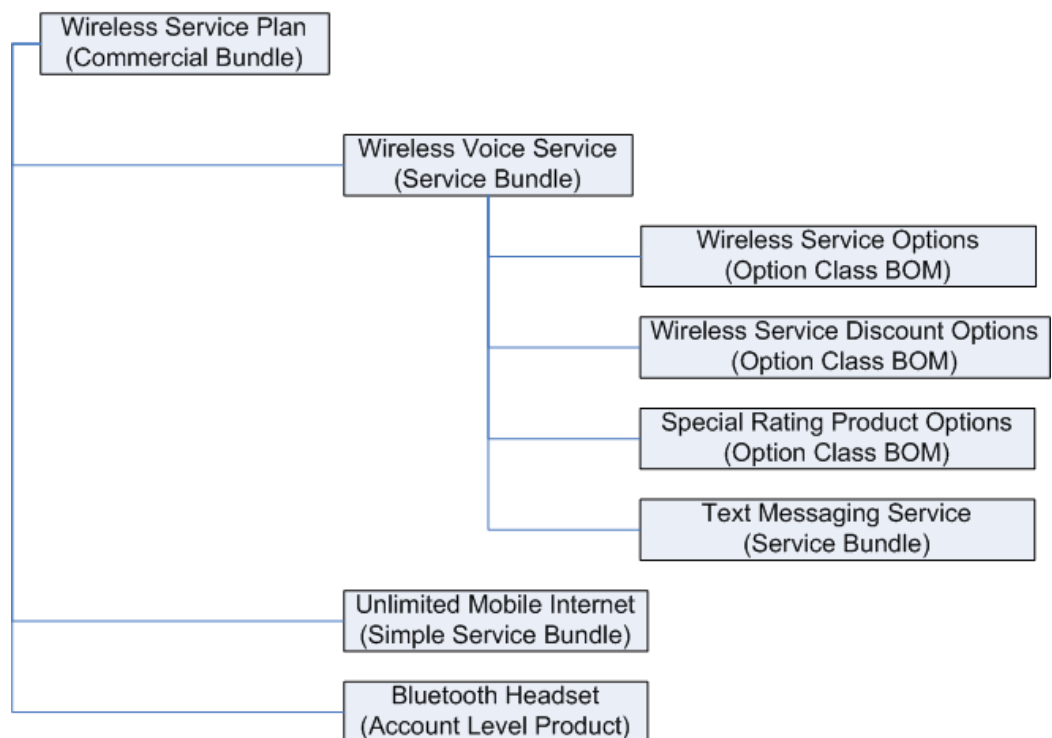 Wireless Service Plan
(Commercial Bundle)
Wireless Voice Service
(Service Bundle)
Wireless Service Options
(Option Class BOM)
Wireless Service Discount Options
(Option Class BOM)
Special Rating Product Options
(Option Class BOM)
Text Messaging Service
(Service Bundle)
Unlimited Mobile Internet
(Simple Service Bundle)
Bluetooth Headset
(Account Level Product)